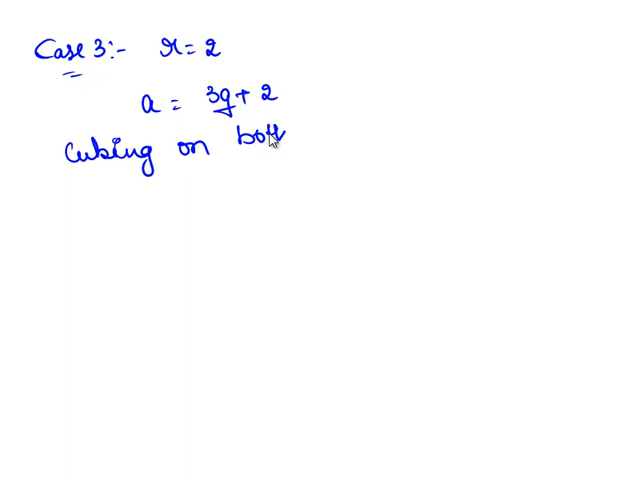 Case 3:- r = 2
a = 3q + 2
Cubing on both